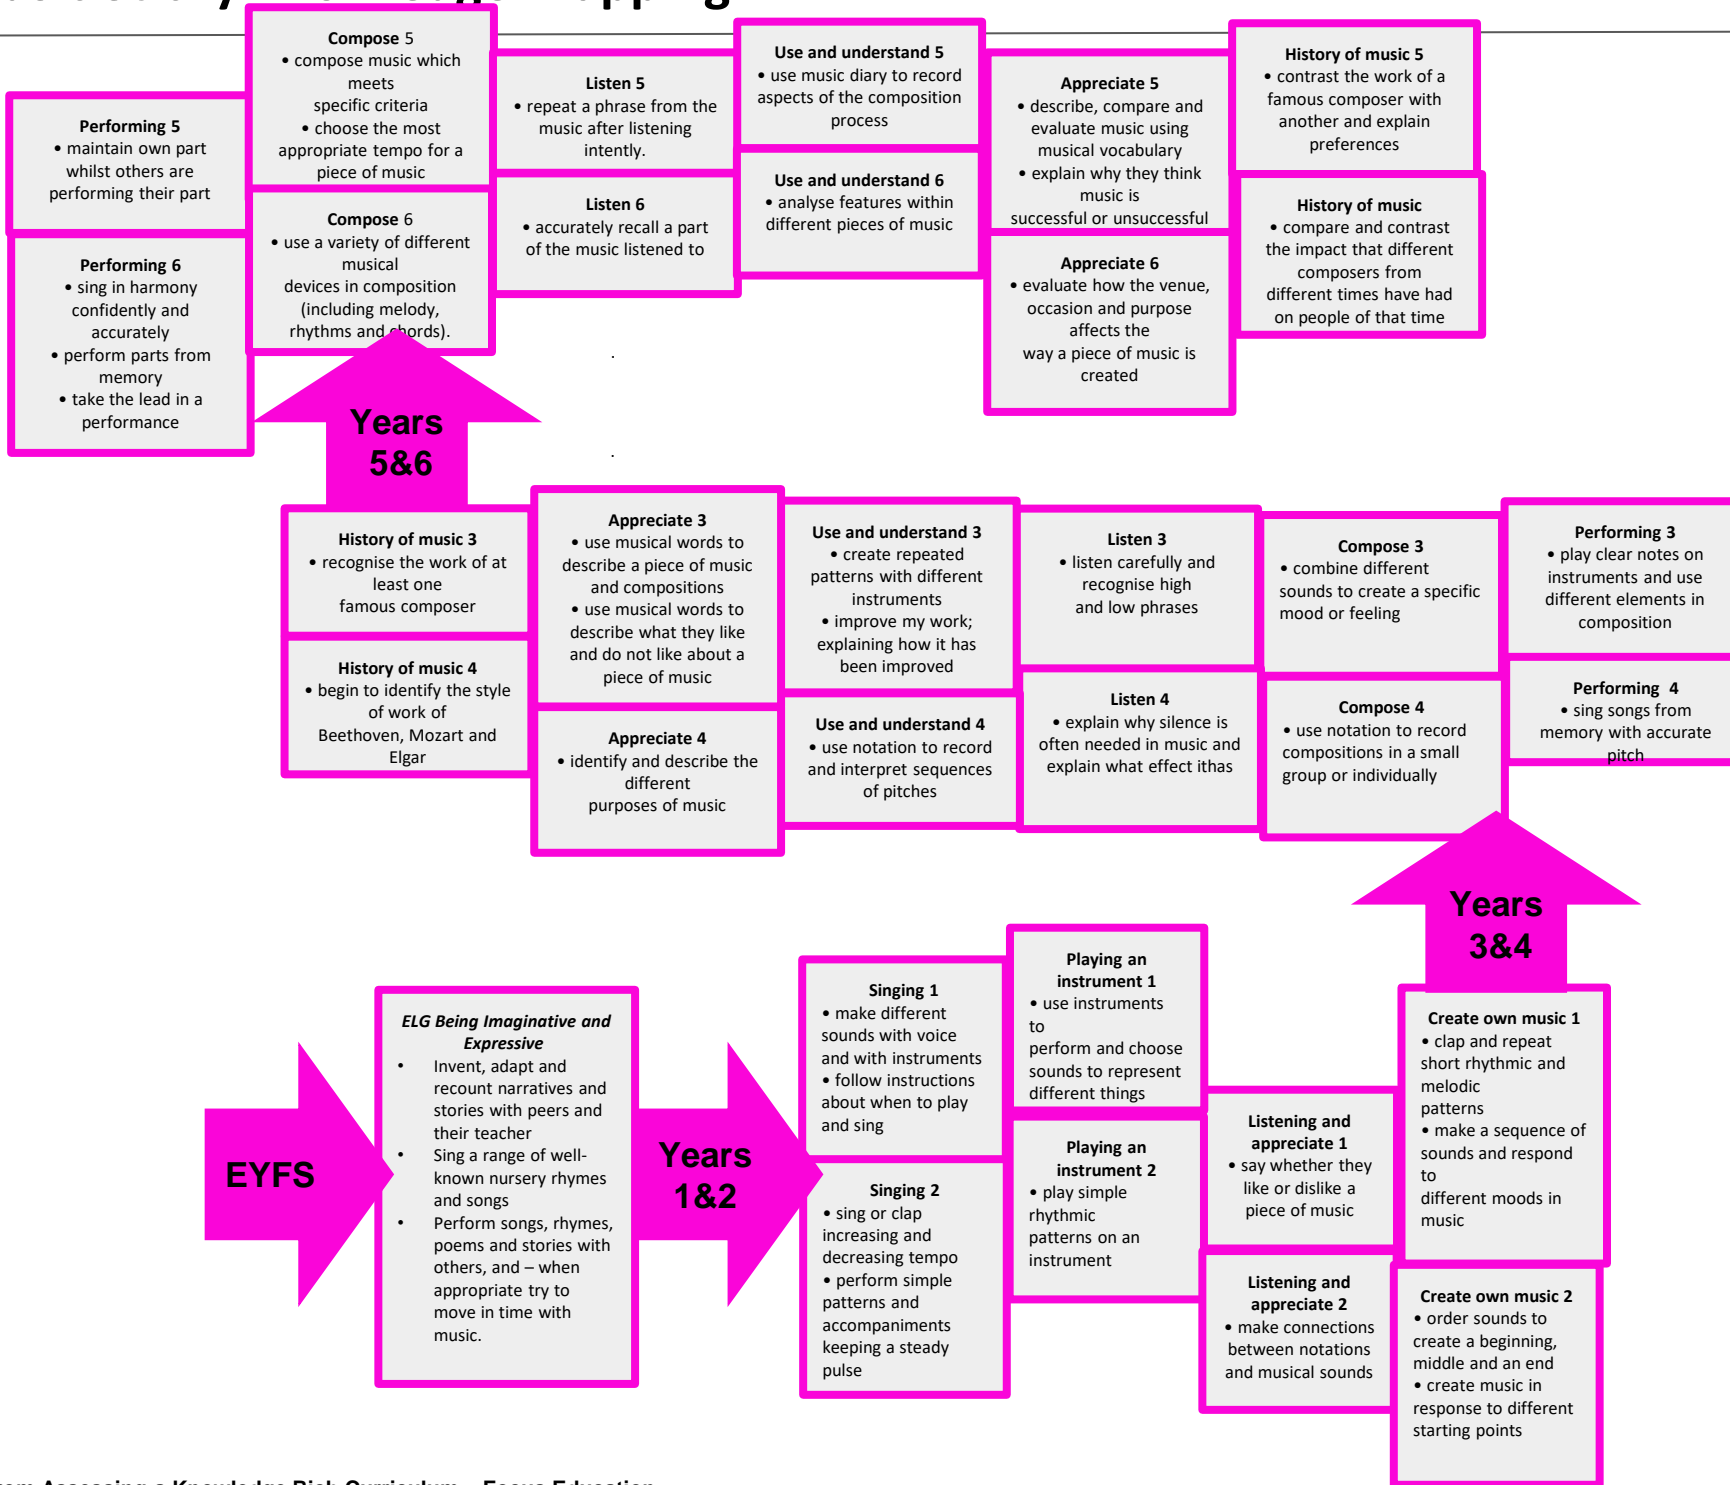 Compose 5
• compose music which
meets
specific criteria
• choose the most
appropriate tempo for a
piece of music
Performing 5
• maintain own part
whilst others are
performing their part
Listen 5
• repeat a phrase from the
music after listening
intently.
Use and understand 5
• use music diary to record
aspects of the composition
process
Appreciate 5
• describe, compare and
evaluate music using
musical vocabulary
• explain why they think
music is
successful or unsuccessful
History of music 5
• contrast the work of a
famous composer with
another and explain
preferences
Performing 6
• sing in harmony
confidently and
accurately
• perform parts from
memory
• take the lead in a
performance
Compose 6
• use a variety of different
musical
devices in composition
(including melody,
rhythms and chords).
Listen 6
• accurately recall a part
of the music listened to
Use and understand 6
• analyse features within
different pieces of music
Appreciate 6
• evaluate how the venue,
occasion and purpose
affects the
way a piece of music is
created
History of music
• compare and contrast
the impact that different
composers from
different times have had
on people of that time
.
.
Years
5&6
History of music 3
• recognise the work of at
least one
famous composer
Appreciate 3
• use musical words to
describe a piece of music
and compositions
• use musical words to
describe what they like
and do not like about a
piece of music
Use and understand 3
• create repeated
patterns with different
instruments
• improve my work;
explaining how it has
been improved
Listen 3
• listen carefully and
recognise high
and low phrases
Compose 3
• combine different
sounds to create a specific
mood or feeling
Performing 3
• play clear notes on
instruments and use
different elements in
composition
History of music 4
• begin to identify the style
of work of
Beethoven, Mozart and
Elgar
Appreciate 4
• identify and describe the
different
purposes of music
Use and understand 4
• use notation to record
and interpret sequences
of pitches
Listen 4
• explain why silence is
often needed in music and
explain what effect ithas
Compose 4
• use notation to record
compositions in a small
group or individually
Performing 4
• sing songs from
memory with accurate
pitch
Years
3&4
EYFS
ELG Being Imaginative and
Expressive
• Invent, adapt and
recount narratives and
stories with peers and
their teacher
• Sing a range of well-
known nursery rhymes
and songs
• Perform songs, rhymes,
poems and stories with
others, and – when
appropriate try to
move in time with
music.
Years
1&2
Singing 1
• make different
sounds with voice
and with instruments
• follow instructions
about when to play
and sing
Playing an
instrument 1
• use instruments
to
perform and choose
sounds to represent
different things
Listening and
appreciate 1
• say whether they
like or dislike a
piece of music
Create own music 1
• clap and repeat
short rhythmic and
melodic
patterns
• make a sequence of
sounds and respond
to
different moods in
music
Singing 2
• sing or clap
increasing and
decreasing tempo
• perform simple
patterns and
accompaniments
keeping a steady
pulse
Playing an
instrument 2
• play simple
rhythmic
patterns on an
instrument
Listening and
appreciate 2
• make connections
between notations
and musical sounds
Create own music 2
• order sounds to
create a beginning,
middle and an end
• create music in
response to different
starting points
Assessing a Knowledge Rich Curriculum – Focus Education